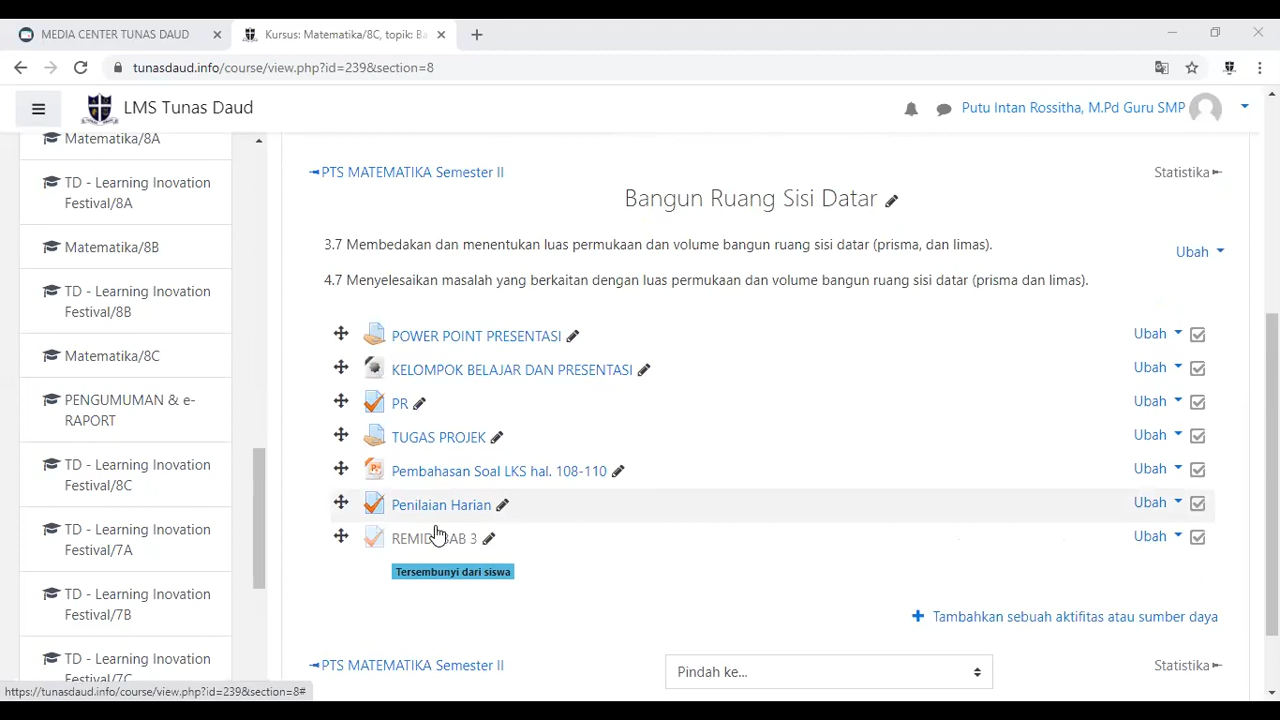 MEDIA CENTER TUNAS DAUD
Kursus: Matematika/8C, topik: Ba
tunasdaud.info/course/view.php?id=239&section=8
LMS Tunas Daud
Putu Intan Rossitha, M.Pd Guru SMP
Matematika/8A
TD - Learning Inovation
Festival/8A
Matematika/8B
TD - Learning Inovation
Festival/8B
Matematika/8C
PENGUMUMAN & e-
RAPORT
TD - Learning Inovation
Festival/8C
TD - Learning Inovation
Festival/7A
TD - Learning Inovation
Festival/7B
TD - Learning Inovation
Festival/7C
PTS MATEMATIKA Semester II
Statistika
Bangun Ruang Sisi Datar
3.7 Membedakan dan menentukan luas permukaan dan volume bangun ruang sisi datar (prisma, dan limas).
Ubah
4.7 Menyelesaikan masalah yang berkaitan dengan luas permukaan dan volume bangun ruang sisi datar (prisma dan limas).
POWER POINT PRESENTASI Ubah
KELOMPOK BELAJAR DAN PRESENTASI Ubah
PR Ubah
TUGAS PROJEK Ubah
Pembahasan Soal LKS hal. 108-110 Ubah
Penilaian Harian Ubah
BAB 3 Ubah
Tersembunyi dari siswa
Tambahkan sebuah aktifitas atau sumber daya
PTS MATEMATIKA Semester II
Pindah ke...
Statistika
https://tunasdaud.info/course/view.php?id=239&section=8#